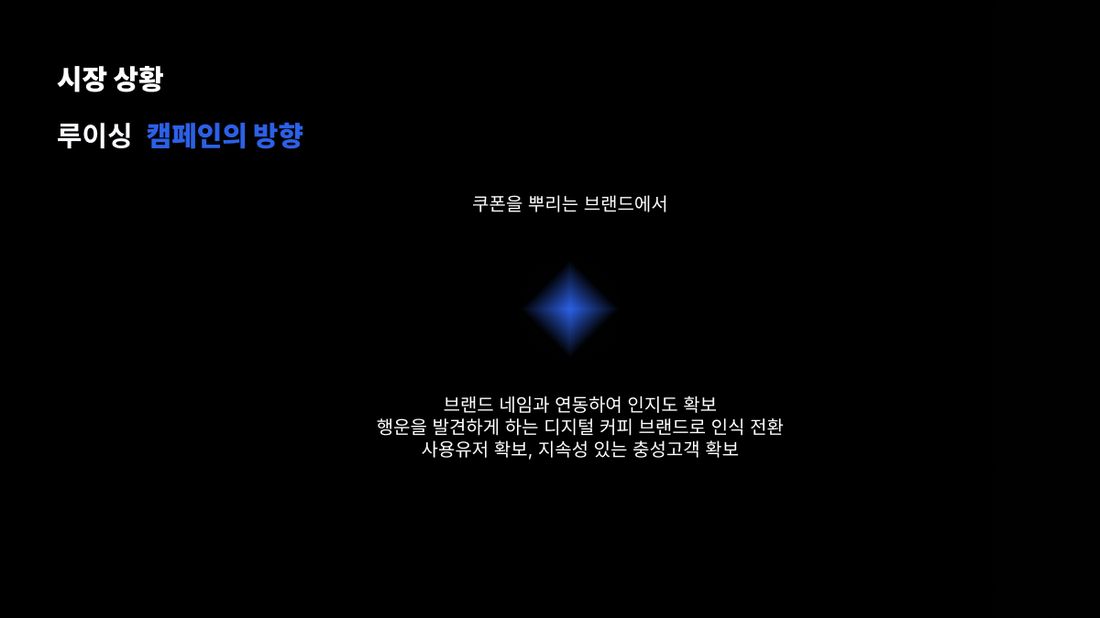 시장 상황
루이싱 캠페인의 방향
쿠폰을 뿌리는 브랜드에서
브랜드 네임과 연동하여 인지도 확보
행운을 발견하게 하는 디지털 커피 브랜드로 인식 전환
사용유저 확보, 지속성 있는 충성고객 확보